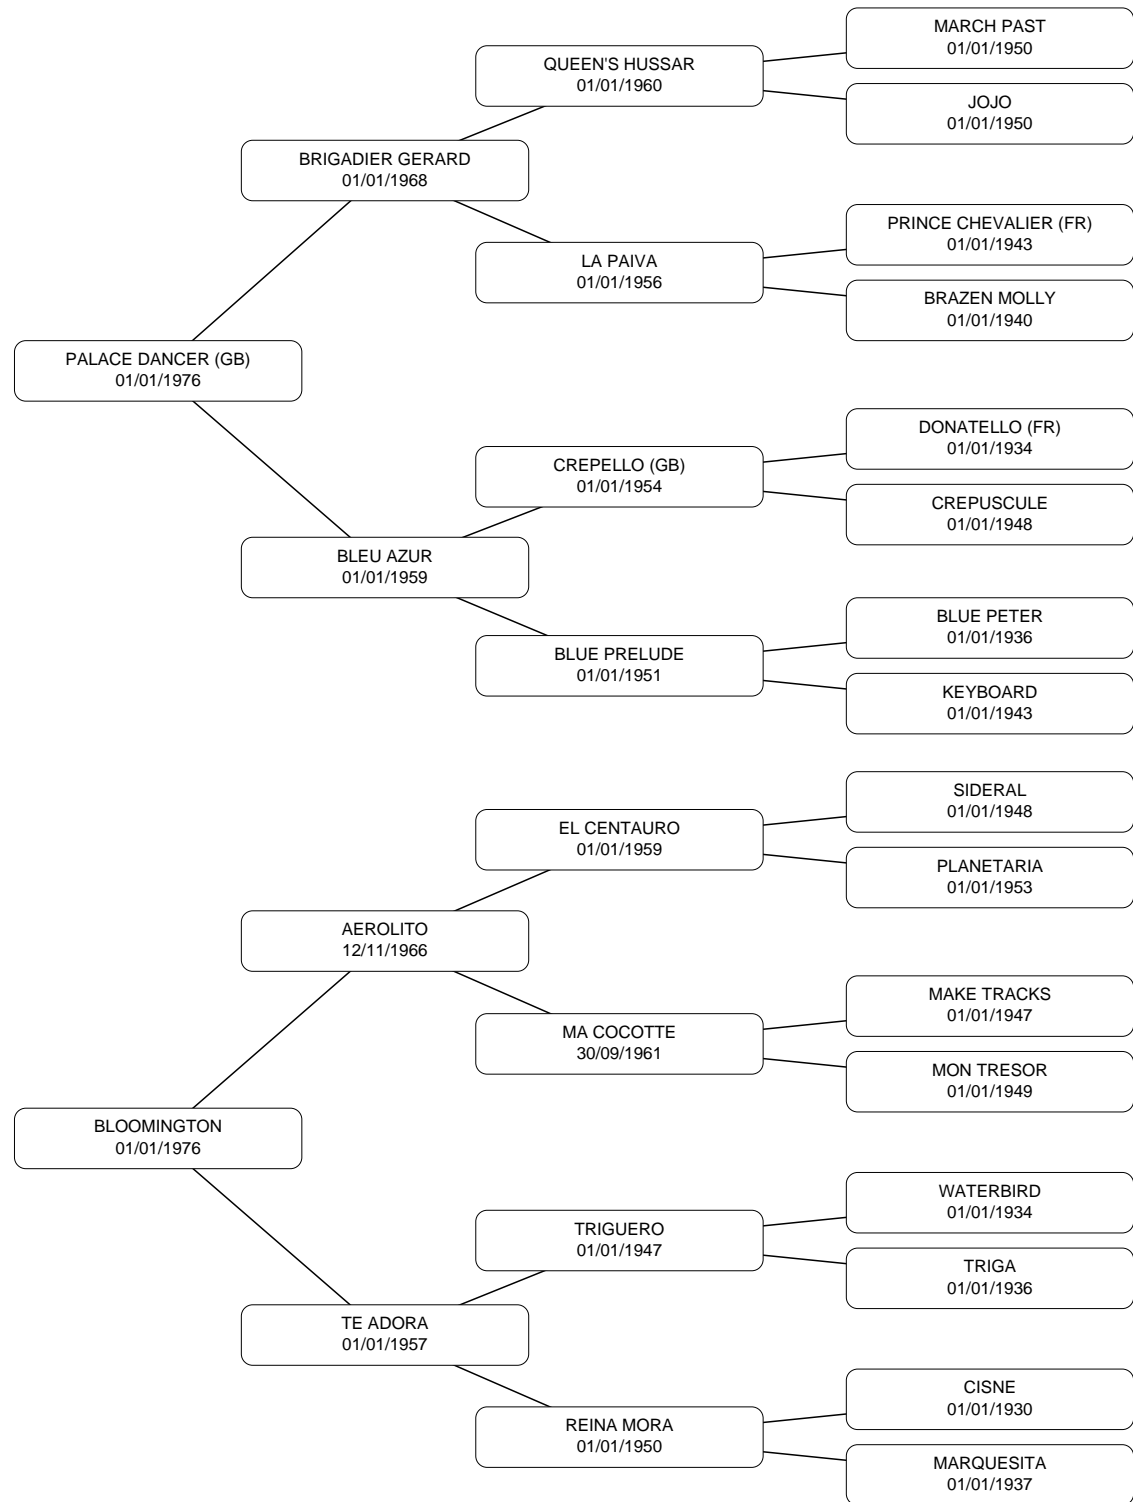 MARCH PAST
01/01/1950
QUEEN'S HUSSAR
01/01/1960
JOJO
01/01/1950
BRIGADIER GERARD
01/01/1968
PRINCE CHEVALIER (FR)
01/01/1943
LA PAIVA
01/01/1956
BRAZEN MOLLY
01/01/1940
PALACE DANCER (GB)
01/01/1976
DONATELLO (FR)
01/01/1934
CREPELLO (GB)
01/01/1954
CREPUSCULE
01/01/1948
BLEU AZUR
01/01/1959
BLUE PETER
01/01/1936
BLUE PRELUDE
01/01/1951
KEYBOARD
01/01/1943
SIDERAL
01/01/1948
EL CENTAURO
01/01/1959
PLANETARIA
01/01/1953
AEROLITO
12/11/1966
MAKE TRACKS
01/01/1947
MA COCOTTE
30/09/1961
MON TRESOR
01/01/1949
BLOOMINGTON
01/01/1976
WATERBIRD
01/01/1934
TRIGUERO
01/01/1947
TRIGA
01/01/1936
TE ADORA
01/01/1957
CISNE
01/01/1930
REINA MORA
01/01/1950
MARQUESITA
01/01/1937